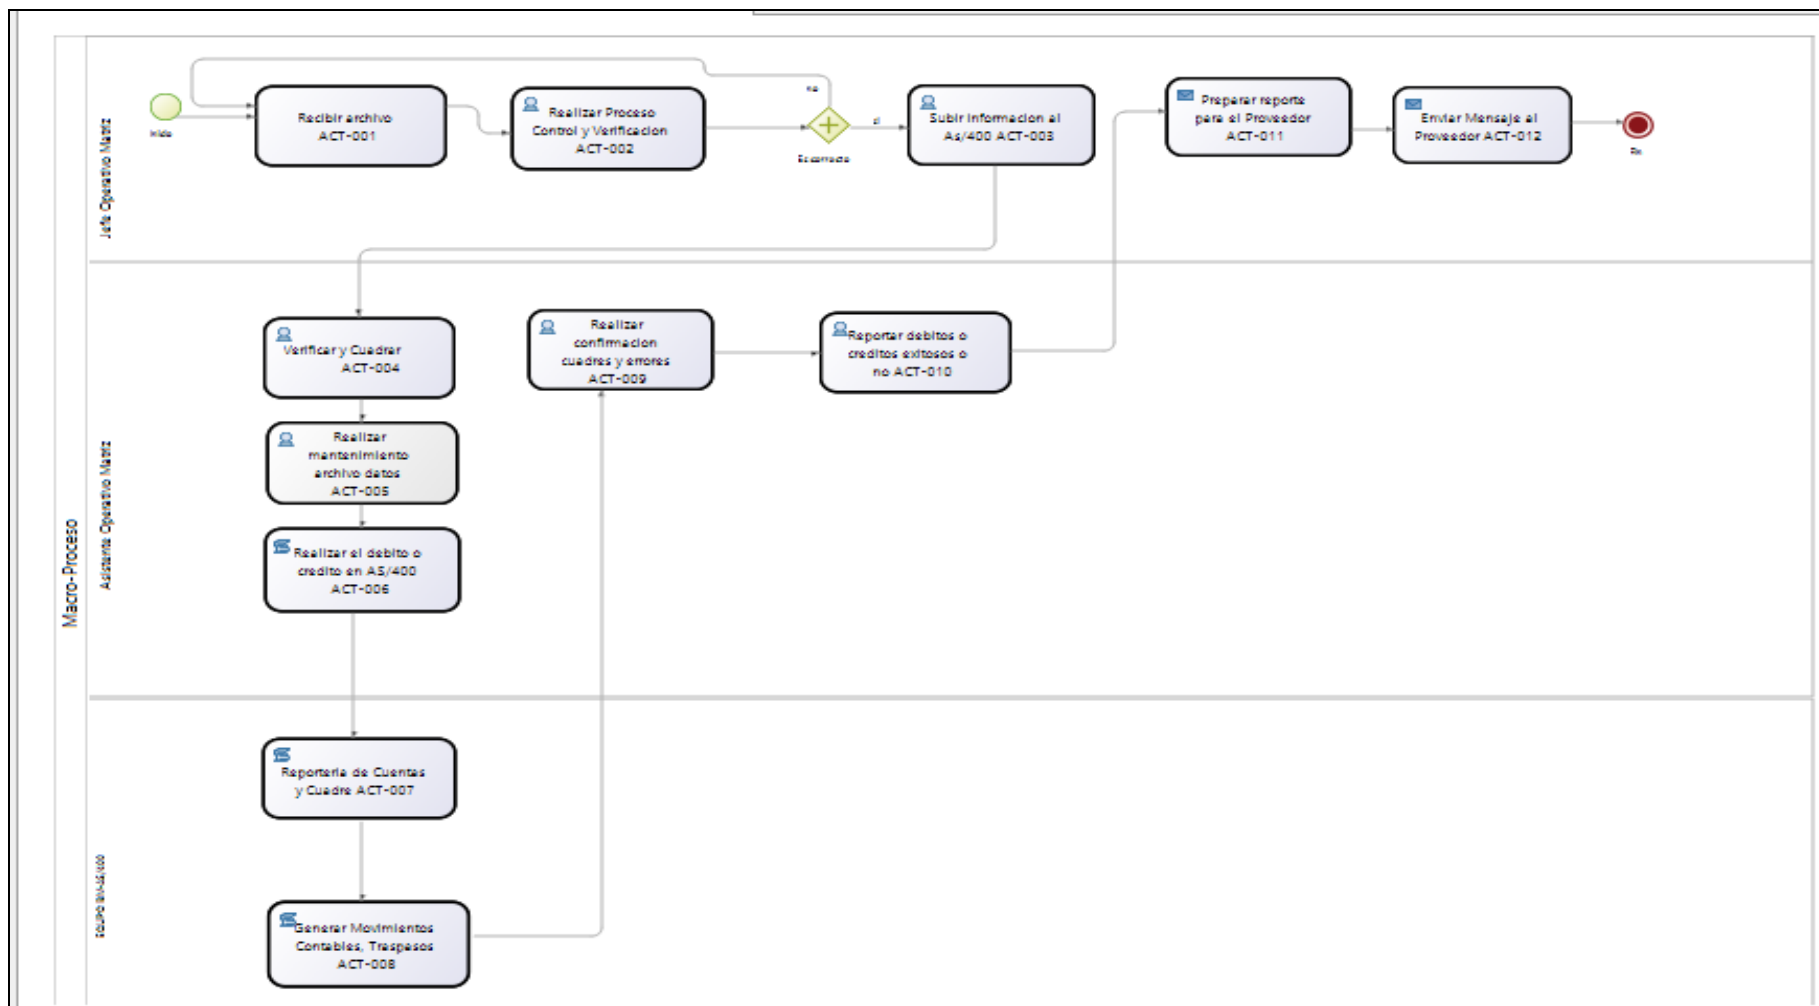 Macro-Proceso
Jefe Operativo Matriz
Inicio
Recibir archivo
ACT-001
Realizar Proceso
Control y Verificacion
ACT-002
no
Es correcto
si
Subir informacion al
As/400 ACT-003
Preparar reporte
para el Proveedor
ACT-011
Enviar Mensaje al
Proveedor ACT-012
Fin
Asistente Operativo Matriz
Verificar y Cuadrar
ACT-004
Realizar
mantenimiento
archivo datos
ACT-005
Realizar el debito o
credito en AS/400
ACT-006
Realizar
confirmacion
cuadres y errores
ACT-009
Reportar debitos o
creditos exitosos o
no ACT-010
EQUIPO IBM-AS/400
Reporteria de Cuentas
y Cuadre ACT-007
Generar Movimientos
Contables, Traspasos
ACT-008